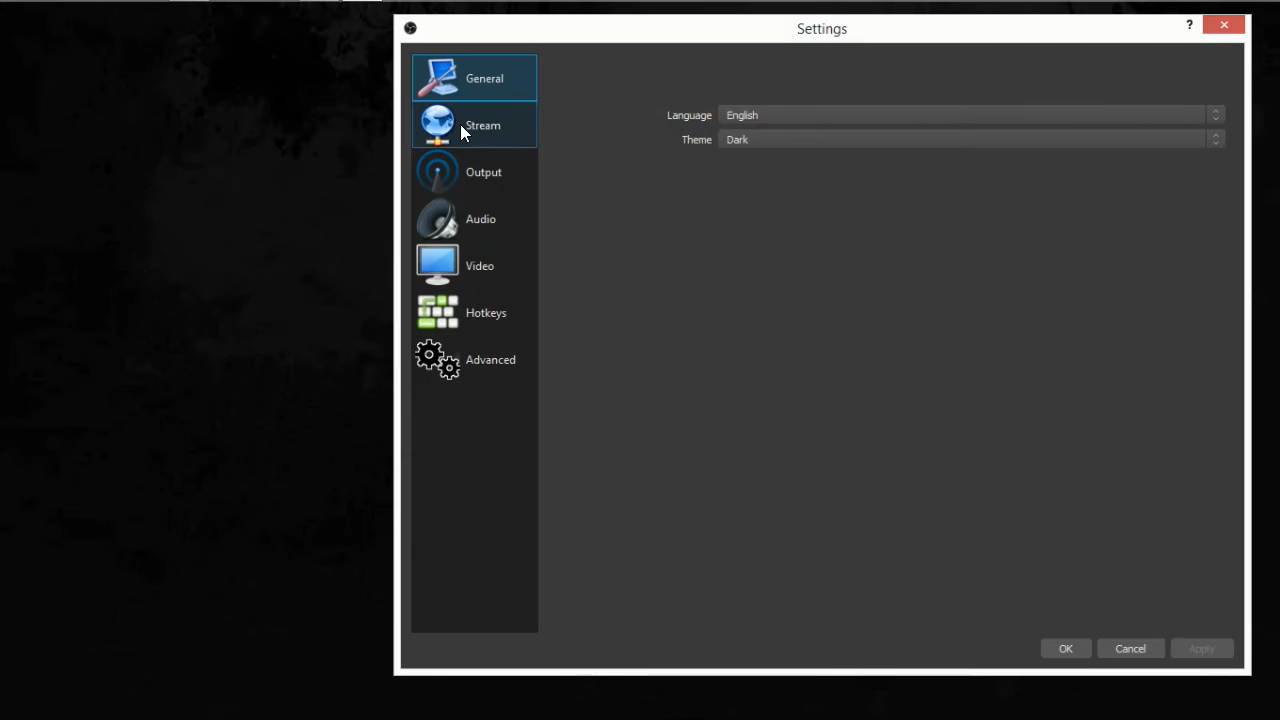 Settings
?
General
Stream
Output
Audio
Video
Hotkeys
Advanced
Language English
Theme Dark
OK Cancel Apply